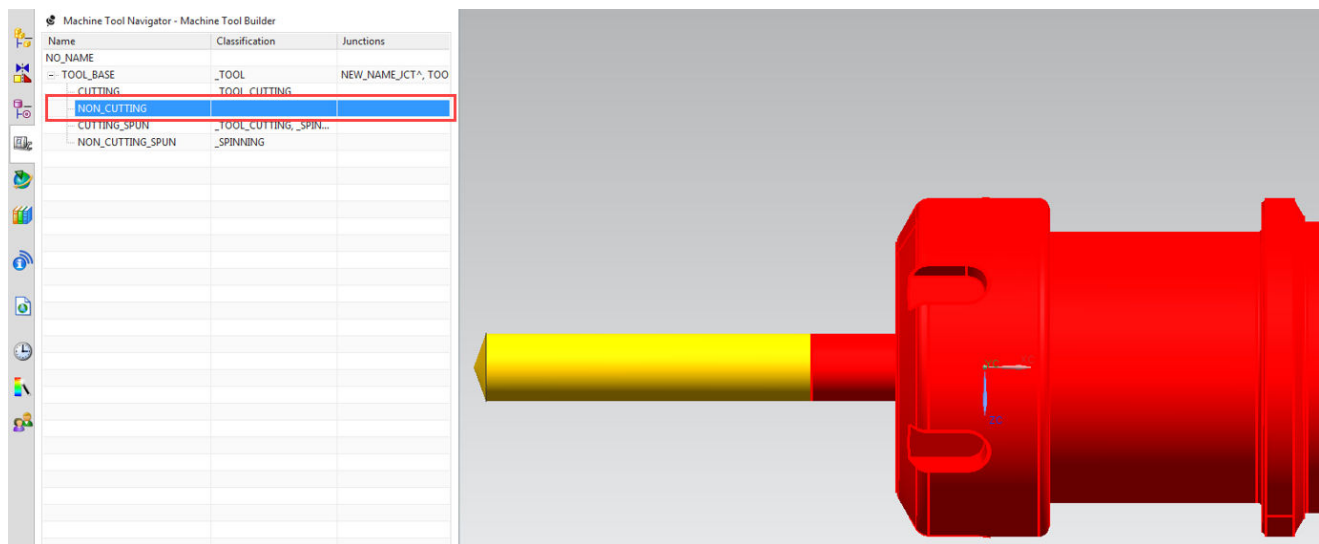 Machine Tool Navigator - Machine Tool Builder
Name Classification Junctions
NO_NAME
TOOL_BASE _TOOL NEW_NAME_JCT^, TOO
CUTTING _TOOL_CUTTING
NON_CUTTING
CUTTING_SPUN _TOOL_CUTTING, _SPIN...
NON_CUTTING_SPUN _SPINNING
XC